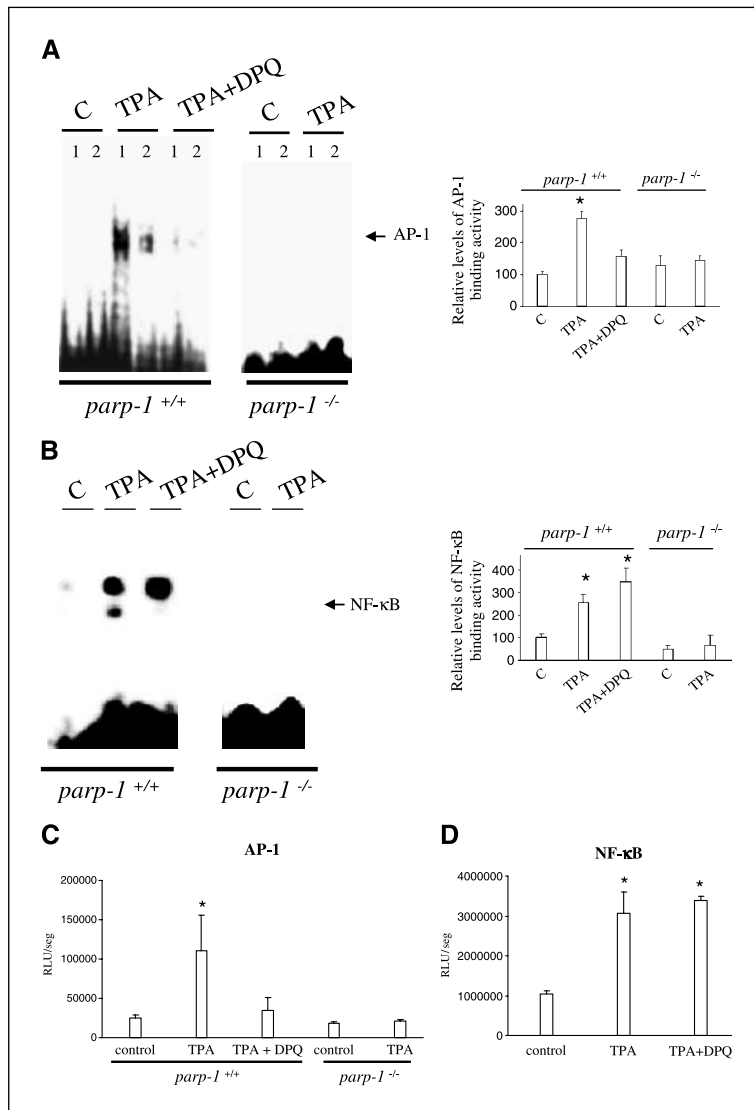 A
C TPA TPA+DPQ C TPA
1 2 1 2 1 2 1 2 1 2
AP-1
parp-1 +/+ parp-1 -/-
Relative levels of AP-1
binding activity
parp-1 +/+ parp-1 -/-
300
200
100
0
*
C TPA TPA+DPQ C TPA
B
C TPA TPA+DPQ C TPA
NF-κB
parp-1 +/+ parp-1 -/-
Relative levels of NF-κB
binding activity
parp-1 +/+ parp-1 -/-
400
300
200
100
0
* *
C TPA TPA+DPQ C TPA
C
AP-1
RLU/seg
200000
150000
100000
50000
0
*
control TPA TPA + DPQ control TPA
parp-1 +/+ parp-1 -/-
D
NF-κB
RLU/seg
4000000
3000000
2000000
1000000
0
* *
control TPA TPA+DPQ